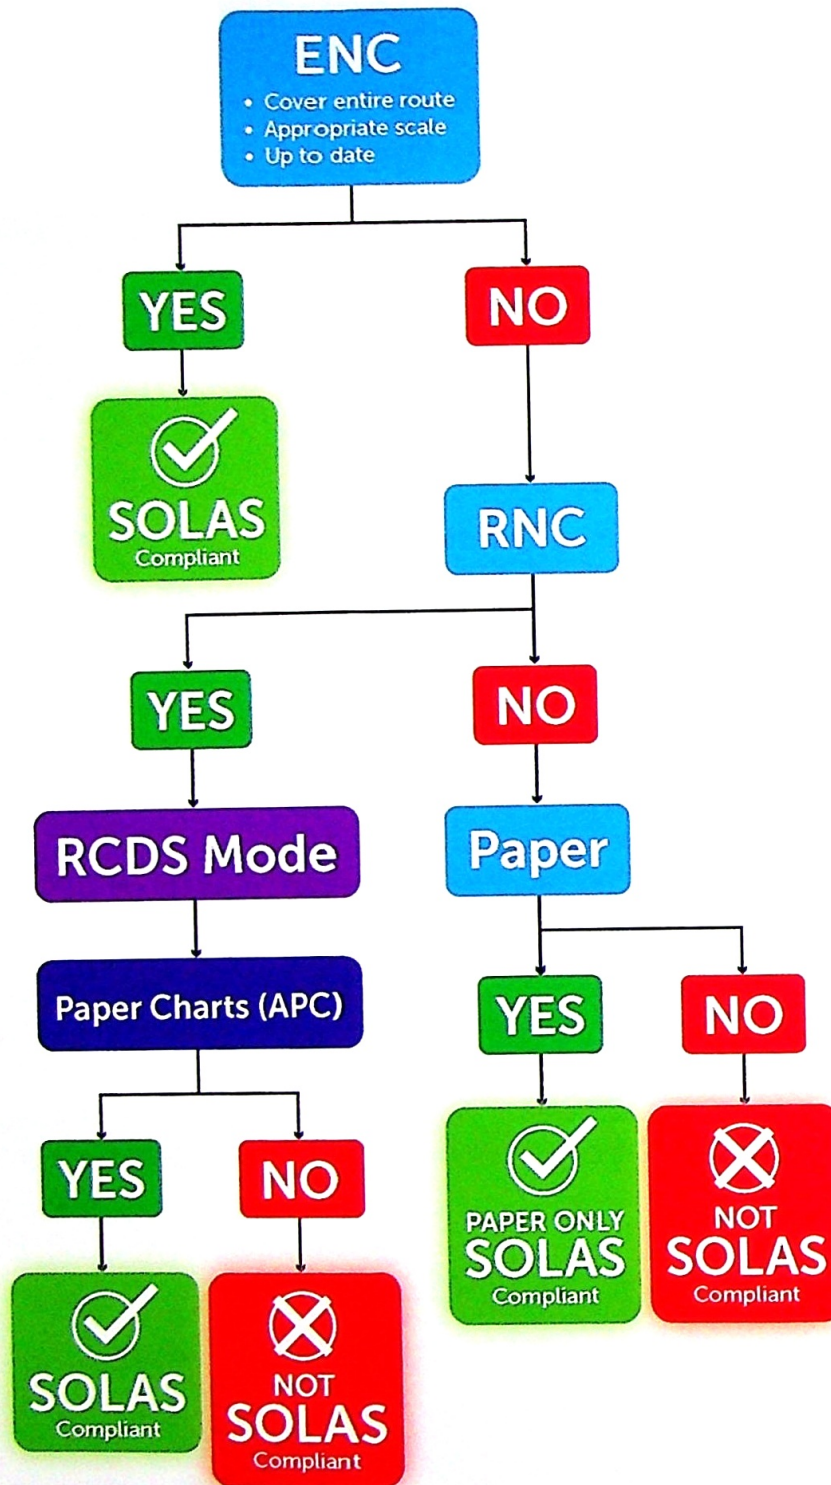 ENC
• Cover entire route
• Appropriate scale
• Up to date
YES
NO
SOLAS
Compliant
RNC
YES
NO
RCDS Mode
Paper
Paper Charts (APC)
YES
NO
YES
NO
PAPER ONLY
SOLAS
Compliant
NOT
SOLAS
Compliant
SOLAS
Compliant
NOT
SOLAS
Compliant